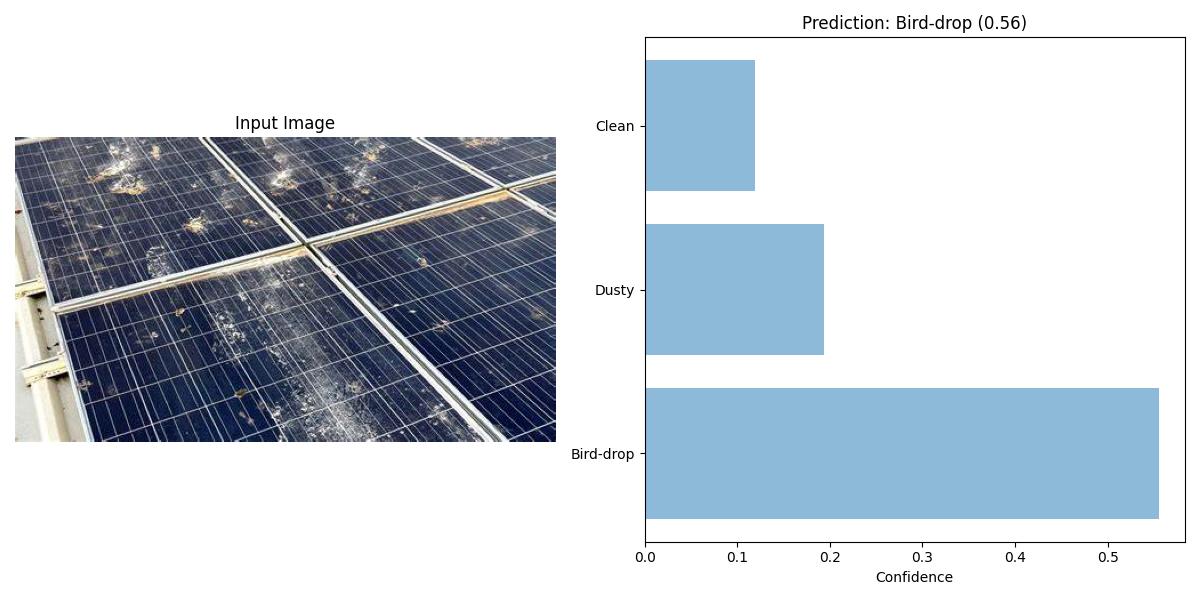 Input Image
Prediction: Bird-drop (0.56)
Clean
Dusty
Bird-drop
0.0 0.1 0.2 0.3 0.4 0.5
Confidence